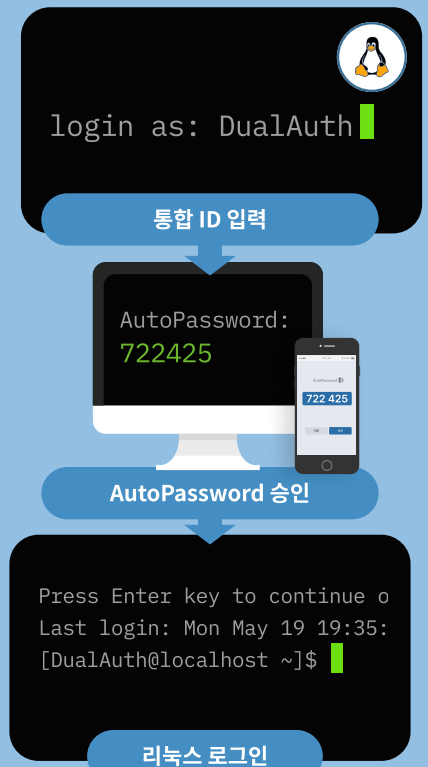 login as: DualAuth
통합 ID 입력
AutoPassword:
722425
AutoPassword
722 425
AutoPassword 승인
Press Enter key to continue o
Last login: Mon May 19 19:35:
[DualAuth@localhost ~]$
리눅스 로그인